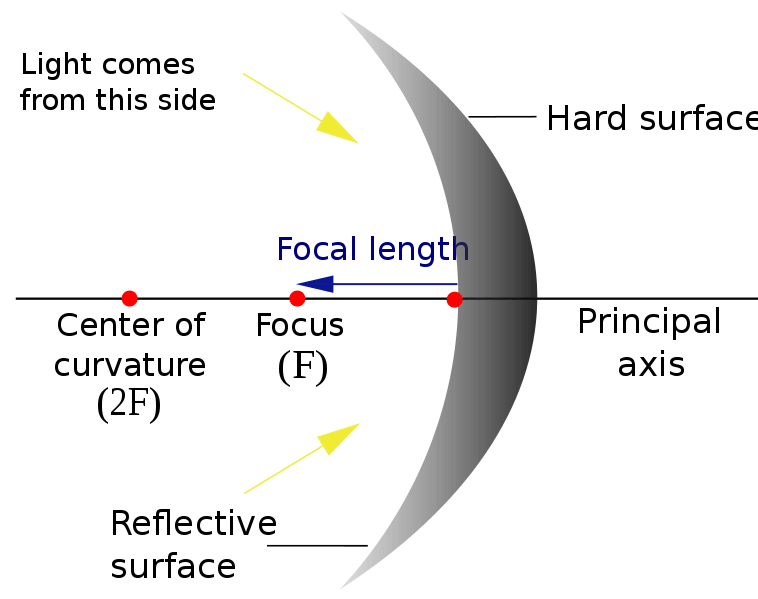 Light comes
from this side
Hard surface
Focal length
Center of
curvature
(2F)
Focus
(F)
Principal
axis
Reflective
surface